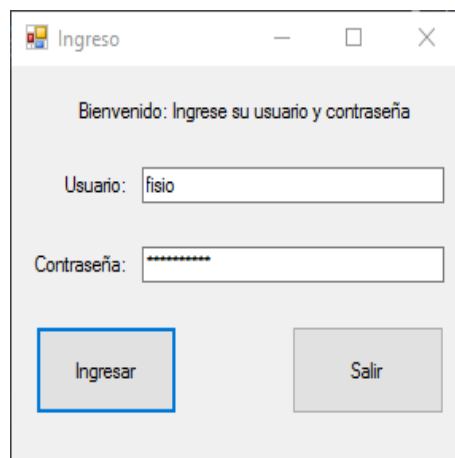 Ingreso
Bienvenido: Ingrese su usuario y contraseña
Usuario: fisio
Contraseña: **********
Ingresar Salir